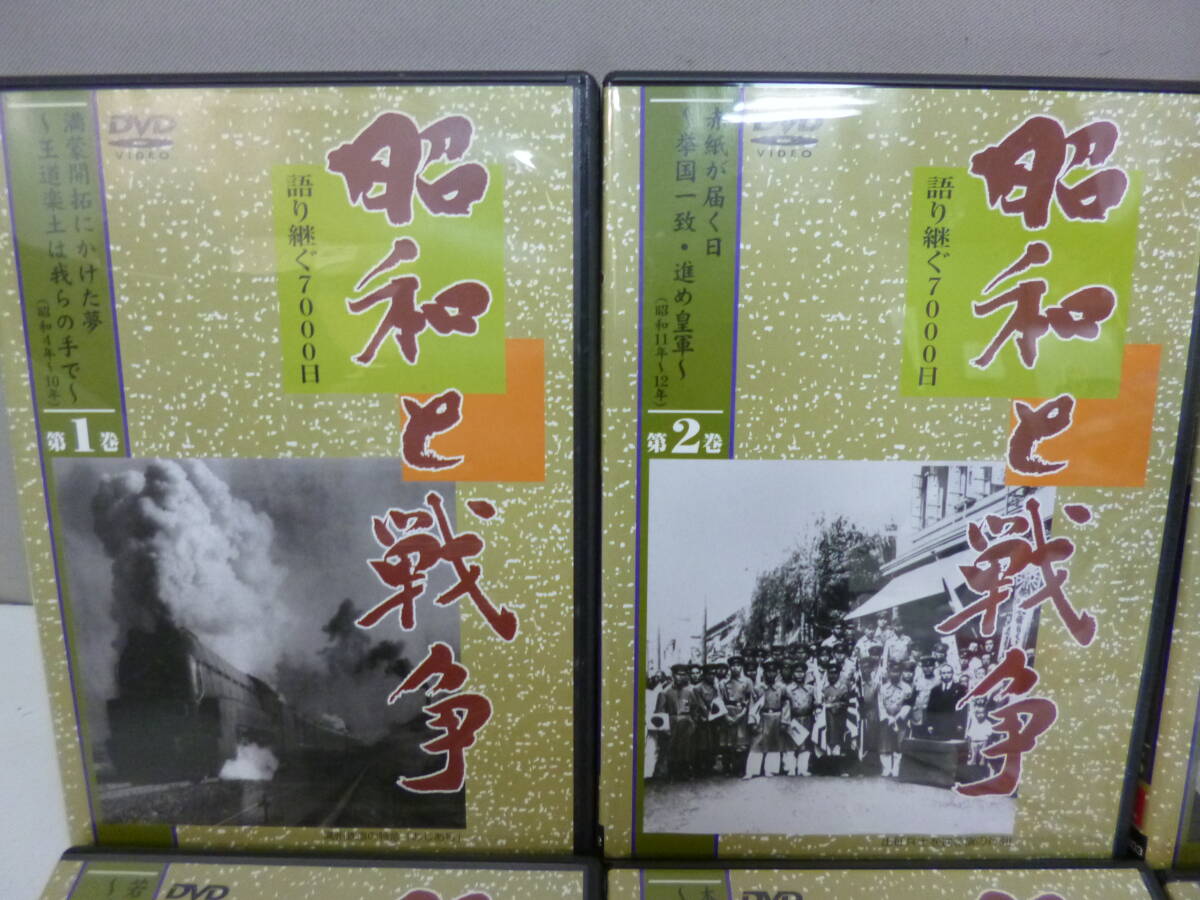 満蒙開拓にかけた夢
～王道楽土は我らの手で～
(昭和4年～10年)
第1巻
DVD
VIDEO
語り継ぐ7000日
昭和と戦争
赤紙が届く日
～挙国一致・進め皇軍～
(昭和11年～12年)
第2巻
DVD
VIDEO
語り継ぐ7000日
昭和と戦争
DVD
DVD